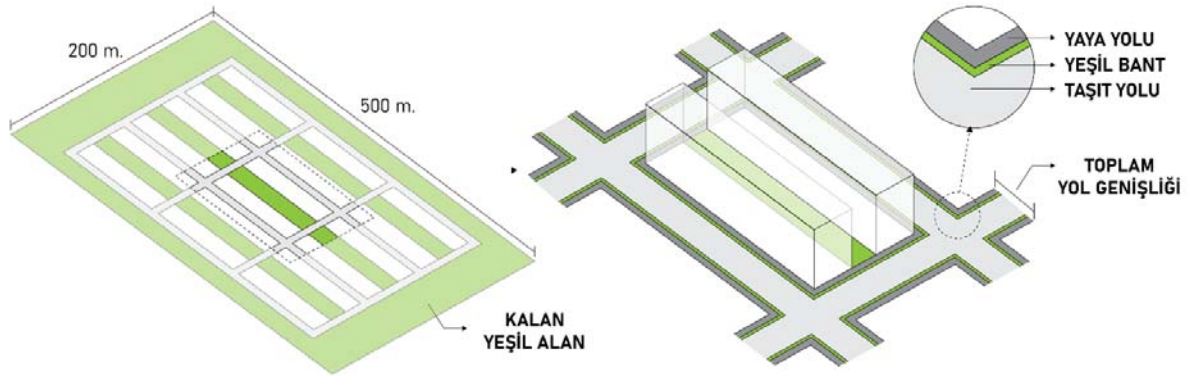 200 m.
500 m.
KALAN
YEŞİL ALAN
YAYA YOLU
YEŞİL BANT
TAŞIT YOLU
TOPLAM
YOL GENİŞLİĞİ